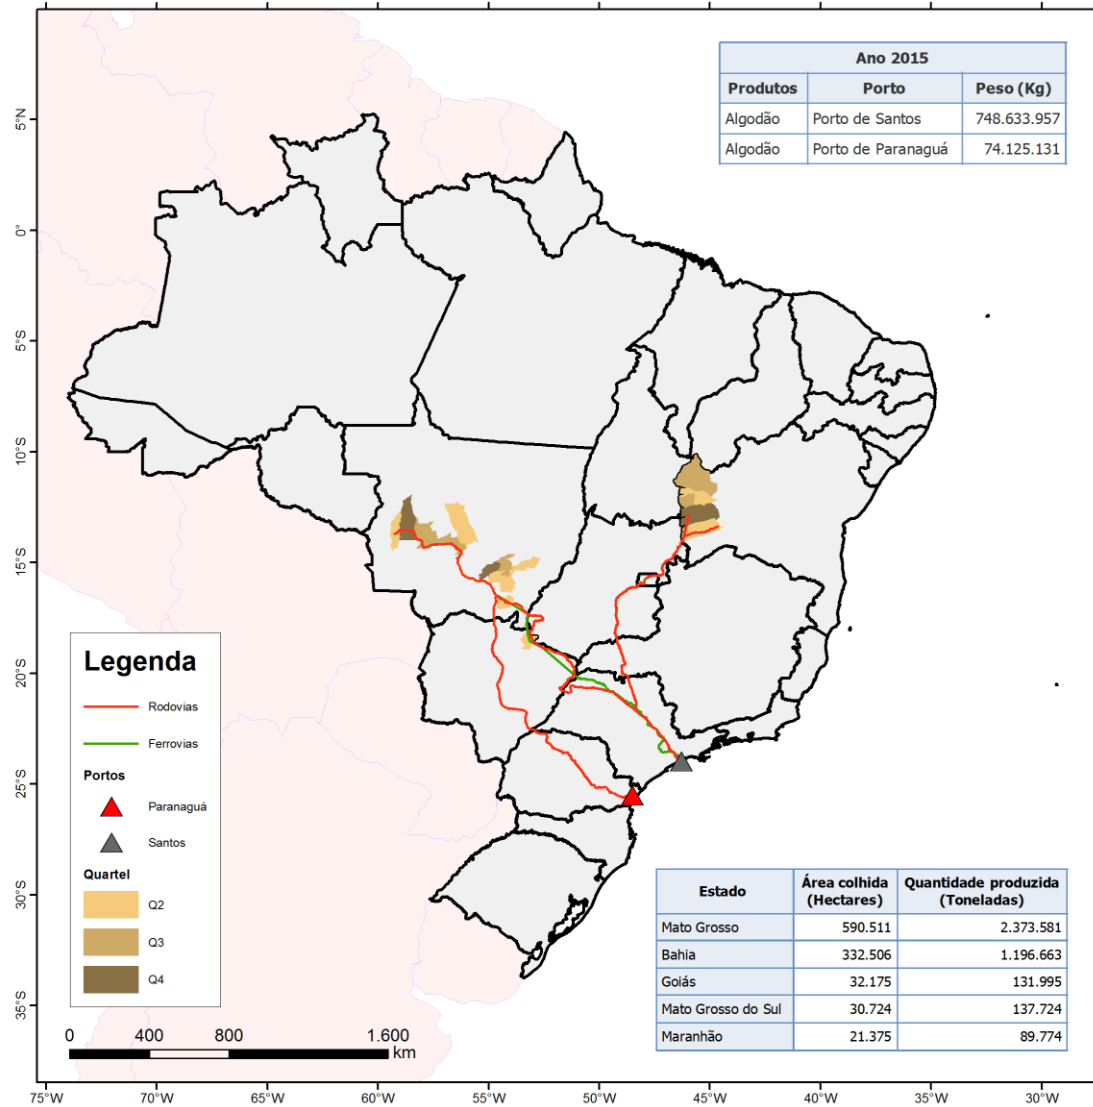 Ano 2015
Produtos Porto Peso (Kg)
Algodão Porto de Santos 748.633.957
Algodão Porto de Paranaguá 74.125.131
5°N
0°
5°S
10°S
15°S
20°S
25°S
30°S
35°S
Legenda
Rodovias
Ferrovias
Portos
Paranaguá
Santos
Quartel
Q2
Q3
Q4
0 400 800 1.600
km
Estado Área colhida (Hectares) Quantidade produzida (Toneladas)
Mato Grosso 590.511 2.373.581
Bahia 332.506 1.196.663
Goiás 32.175 131.995
Mato Grosso do Sul 30.724 137.724
Maranhão 21.375 89.774
75°W 70°W 65°W 60°W 55°W 50°W 45°W 40°W 35°W 30°W